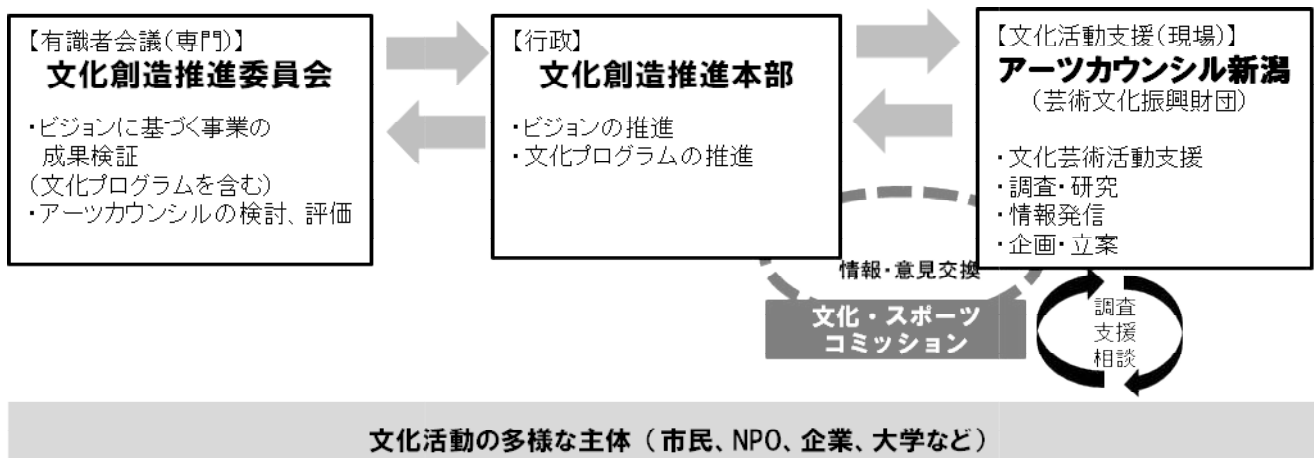 【有識者会議(専門)】
文化創造推進委員会
・ビジョンに基づく事業の
成果検証
(文化プログラムを含む)
・アーツカウンシルの検討、評価
【行政】
文化創造推進本部
・ビジョンの推進
・文化プログラムの推進
【文化活動支援(現場)】
アーツカウンシル新潟
(芸術文化振興財団)
・文化芸術活動支援
・調査・研究
・情報発信
・企画・立案
情報・意見交換
文化・スポーツ
コミッション
調査
支援
相談
文化活動の多様な主体(市民、NPO、企業、大学など)